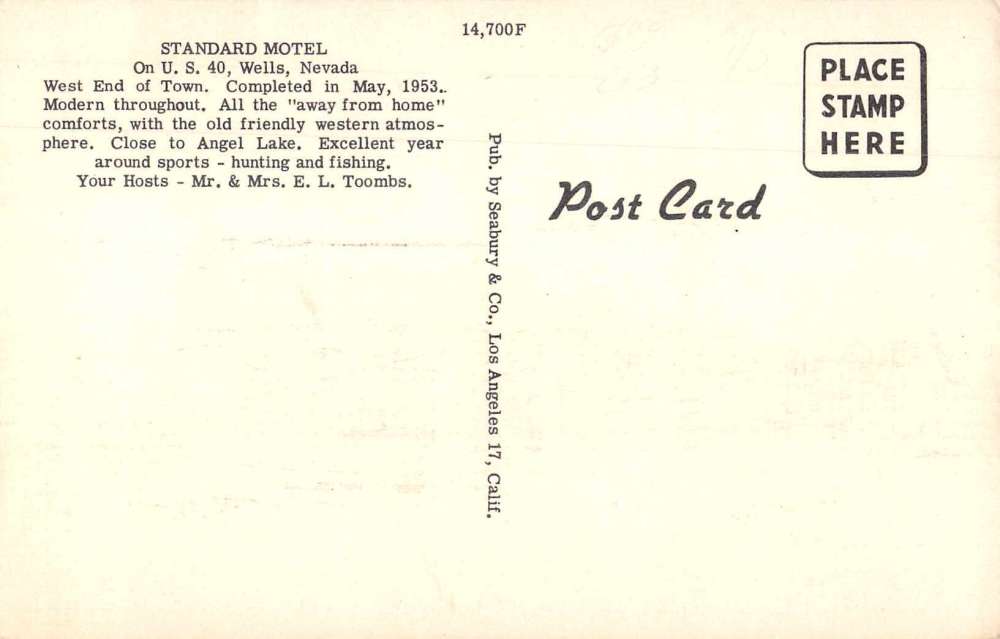 14,700F
STANDARD MOTEL
On U. S. 40, Wells, Nevada
West End of Town. Completed in May, 1953..
Modern throughout. All the "away from home"
comforts, with the old friendly western atmos-
phere. Close to Angel Lake. Excellent year
around sports - hunting and fishing.
Your Hosts - Mr. & Mrs. E. L. Toombs.
Pub. by Seabury & Co., Los Angeles 17, Calif.
Post Card
PLACE
STAMP
HERE